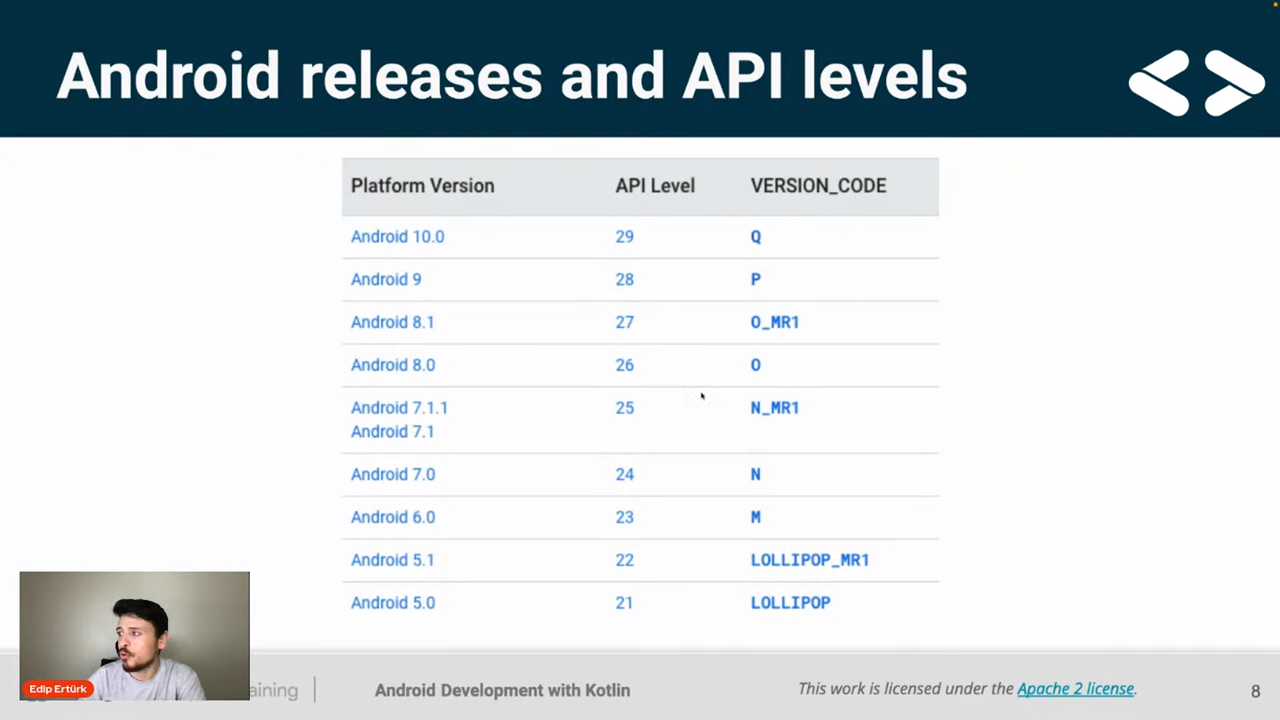 Android releases and API levels
Platform Version API Level VERSION_CODE
Android 10.0 29 Q
Android 9 28 P
Android 8.1 27 O_MR1
Android 8.0 26 O
Android 7.1.1 25 N_MR1
Android 7.1
Android 7.0 24 N
Android 6.0 23 M
Android 5.1 22 LOLLIPOP_MR1
Android 5.0 21 LOLLIPOP
Edip Ertürk
Android Development with Kotlin
This work is licensed under the Apache 2 license.
8